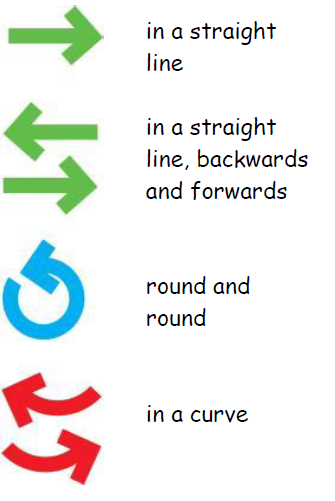 in a straight
line
in a straight
line, backwards
and forwards
round and
round
in a curve